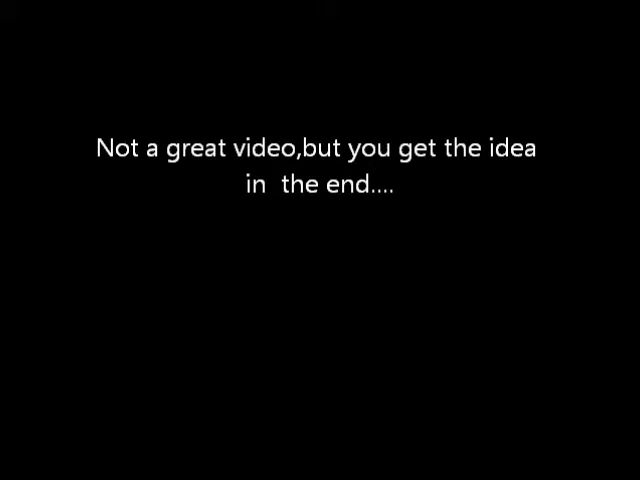 Not a great video,but you get the idea
in  the end....